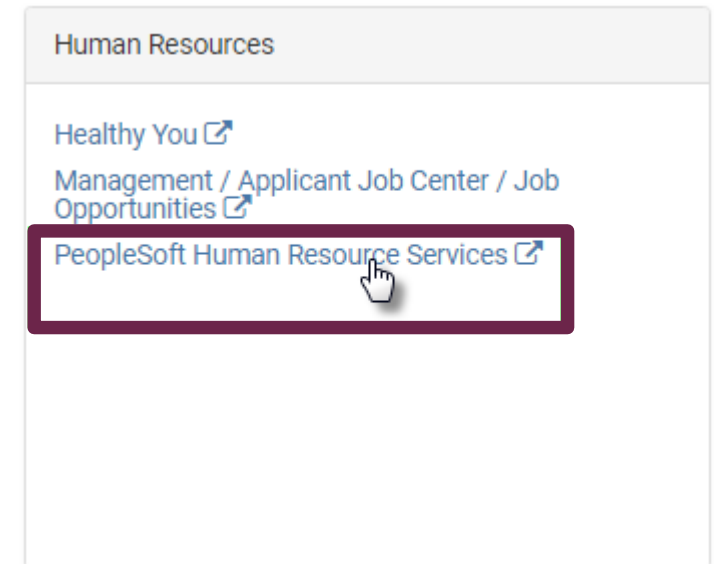 Human Resources
Healthy You
Management / Applicant Job Center / Job
Opportunities
PeopleSoft Human Resource Services